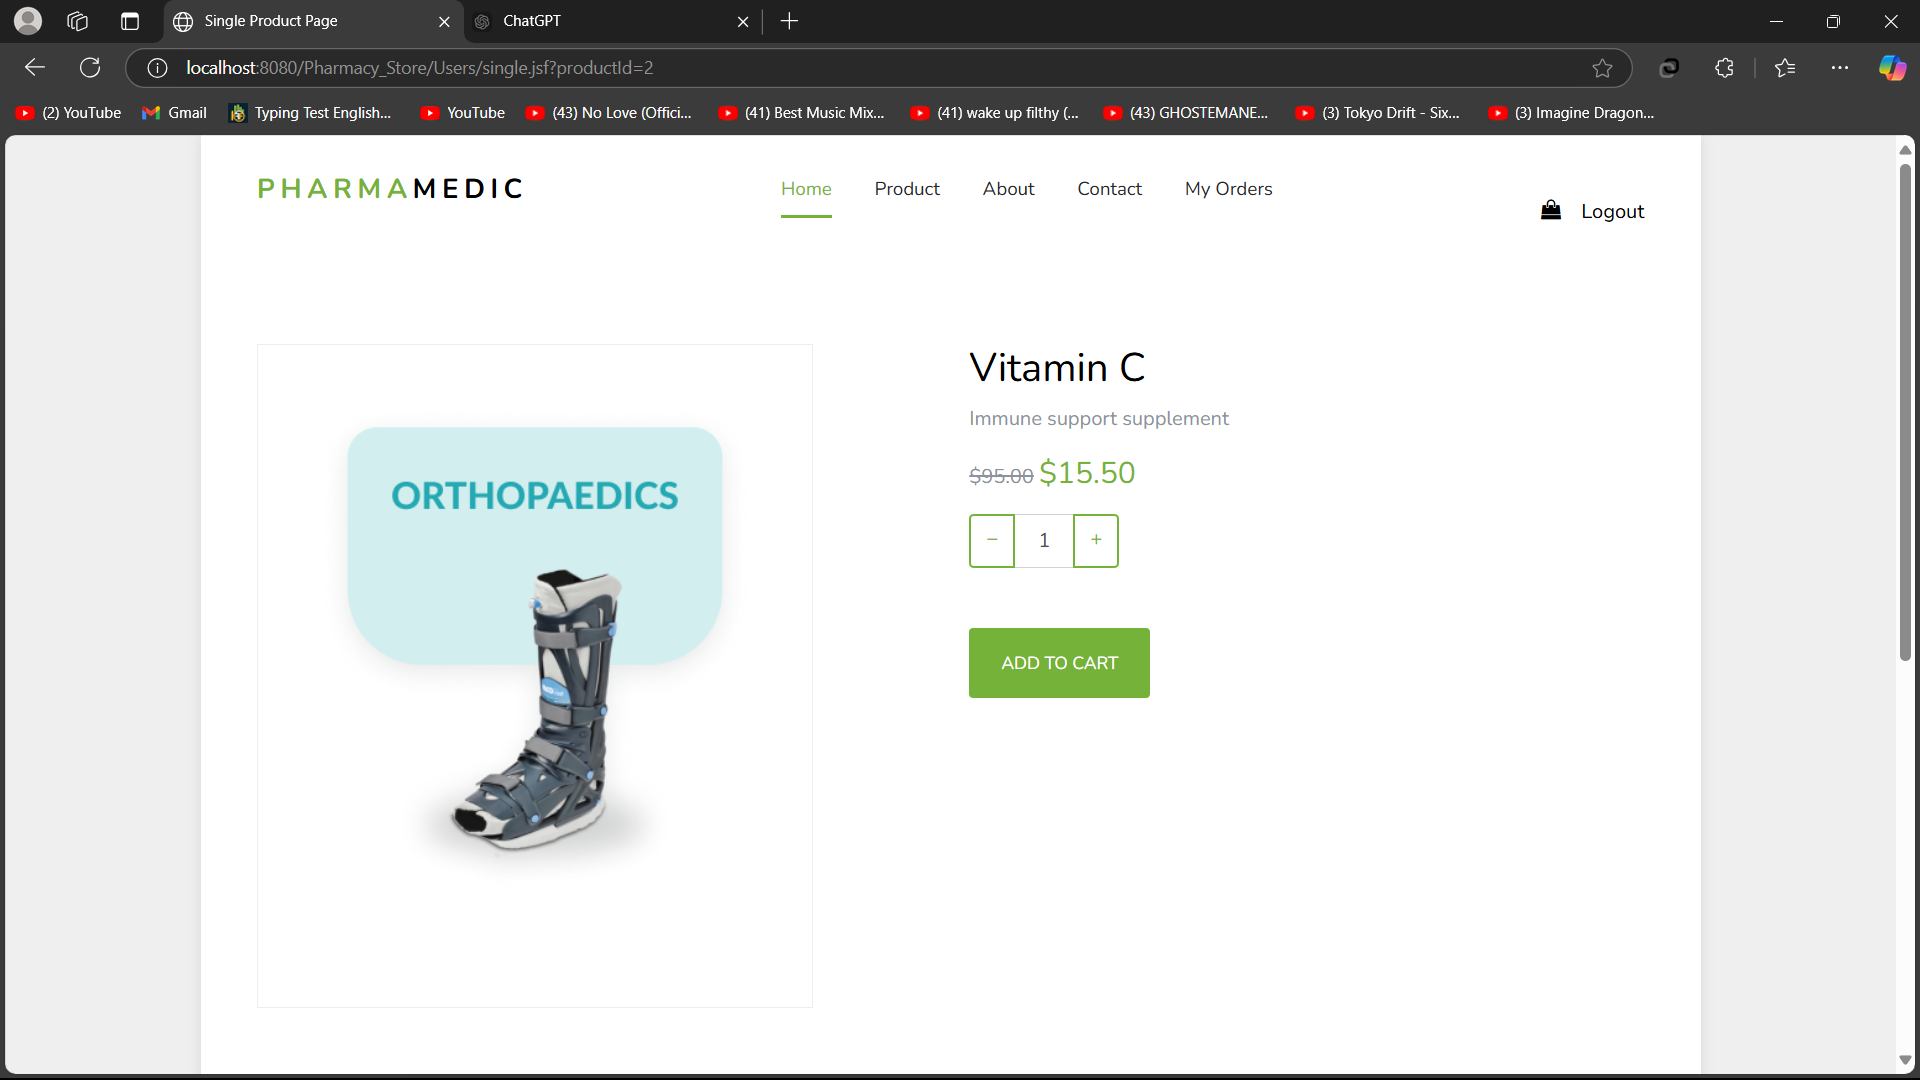 Single Product Page
ChatGPT
localhost:8080/Pharmacy_Store/Users/single.jsf?productId=2
(2) YouTube
Gmail
Typing Test English...
YouTube
(43) No Love (Offici...
(41) Best Music Mix...
(41) wake up filthy (...
(43) GHOSTEMANE...
(3) Tokyo Drift - Six...
(3) Imagine Dragon...
PHARMAMEDIC
Home
Product
About
Contact
My Orders
Logout
ORTHOPAEDICS
Vitamin C
Immune support supplement
$95.00 $15.50
− 1 +
ADD TO CART